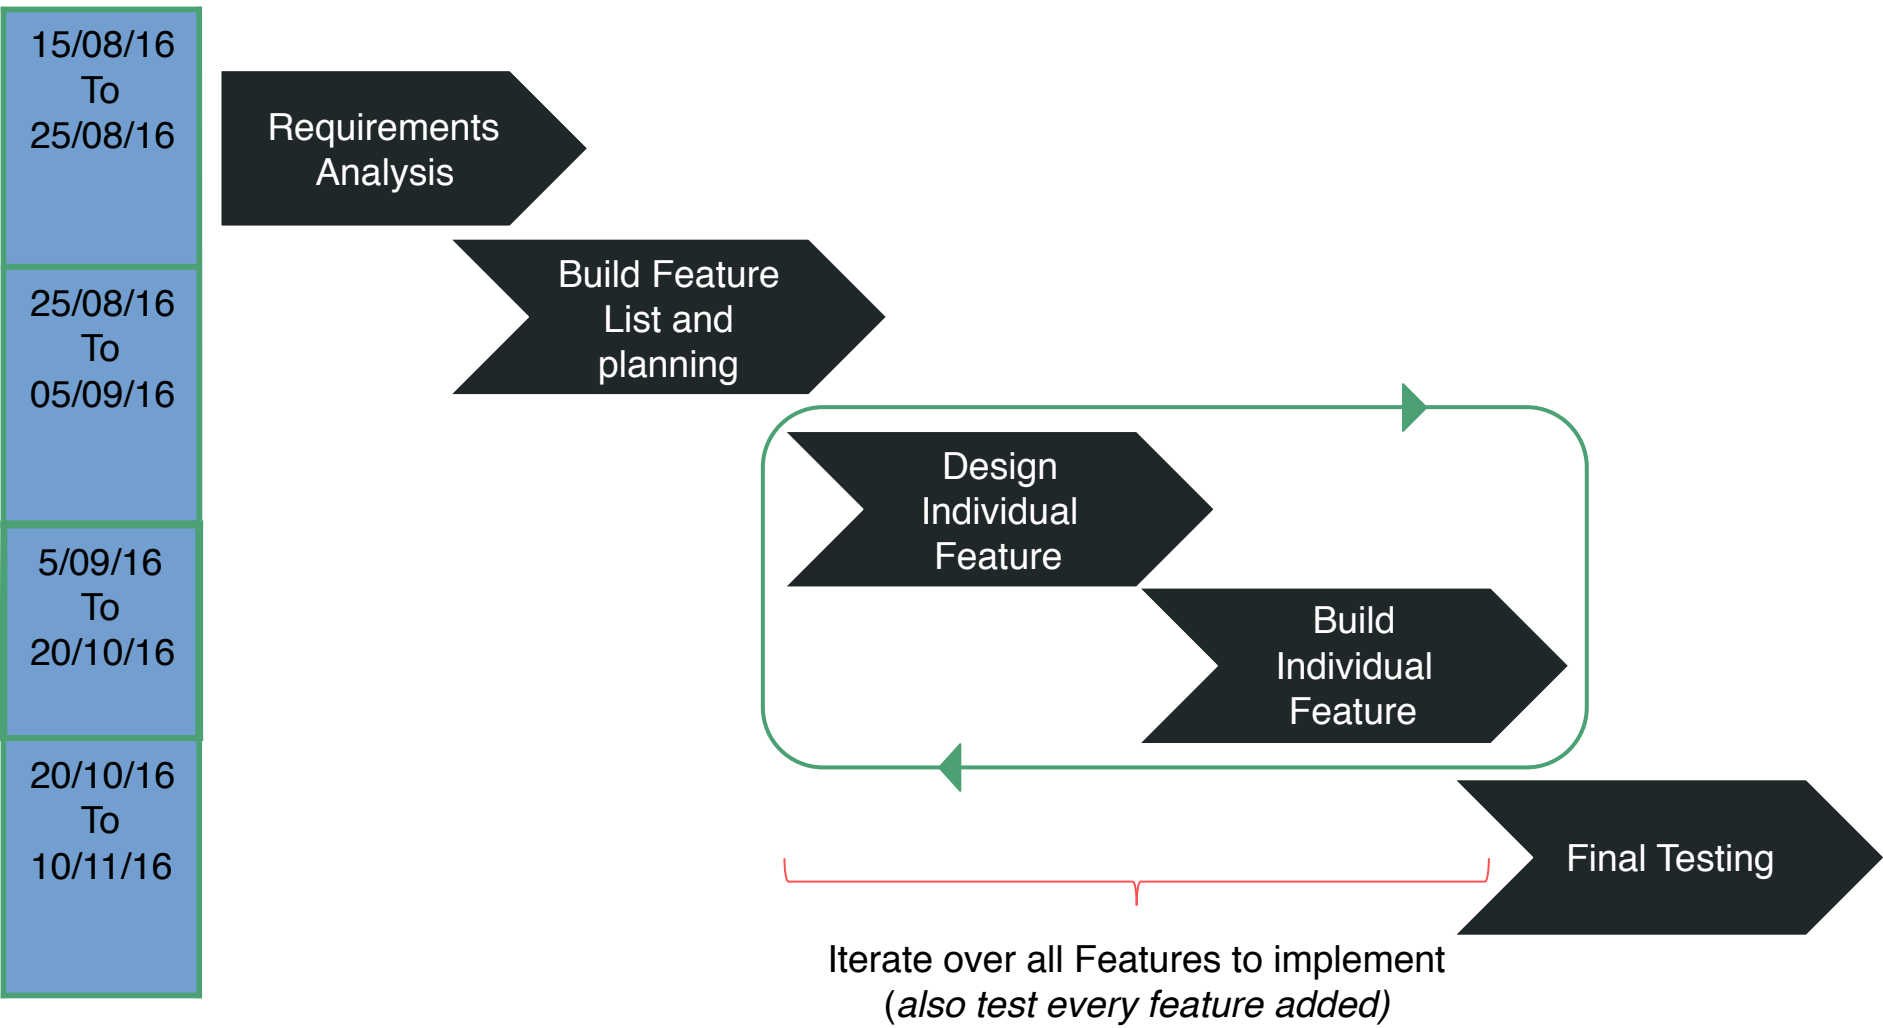 15/08/16
To
25/08/16
Requirements
Analysis
25/08/16
To
05/09/16
Build Feature
List and
planning
5/09/16
To
20/10/16
Design
Individual
Feature
Build
Individual
Feature
20/10/16
To
10/11/16
Final Testing
Iterate over all Features to implement
(also test every feature added)